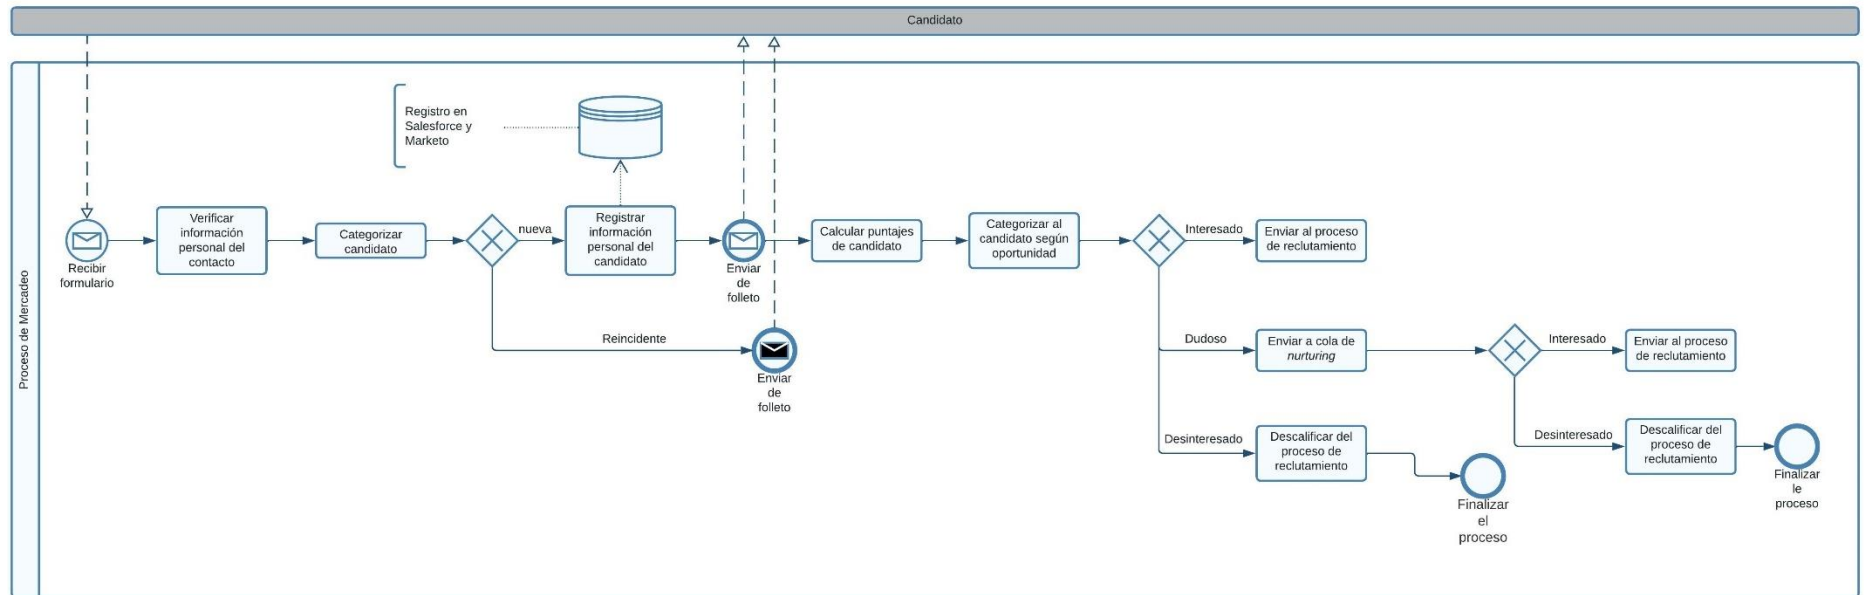 Candidato
Proceso de Mercadeo
Registro en
Salesforce y
Marketo
Recibir
formulario
Verificar
información
personal del
contacto
Categorizar
candidato
nueva
Registrar
información
personal del
candidato
Enviar
de
folleto
Calcular puntajes
de candidato
Categorizar al
candidato según
oportunidad
Interesado
Enviar al proceso
de reclutamiento
Reincidente
Enviar
de
folleto
Dudoso
Enviar a cola de
nurturing
Interesado
Enviar al proceso
de reclutamiento
Desinteresado
Descalificar del
proceso de
reclutamiento
Finalizar
el
proceso
Desinteresado
Descalificar del
proceso de
reclutamiento
Finalizar
le
proceso